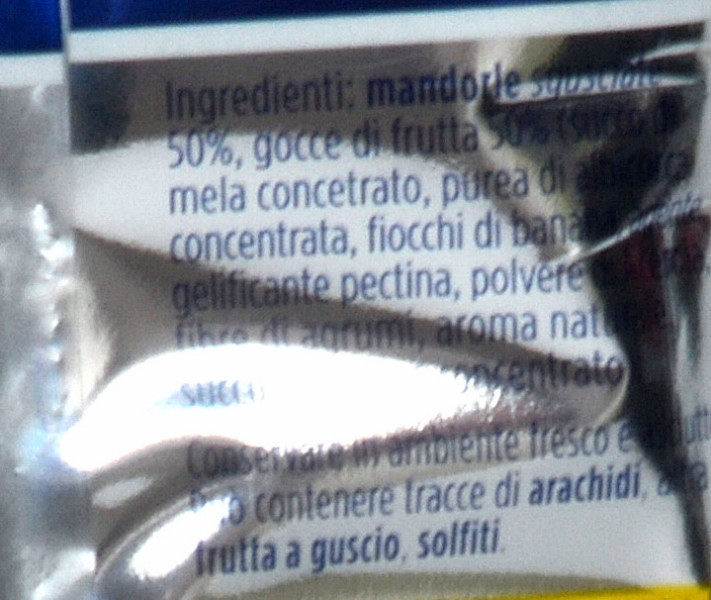 Ingredienti: mandorle sgusciate
50%, gocce di frutta 50% (succo di
mela concetrato, purea di albicocca
concentrata, fiocchi di banana,
gelificante pectina, polvere
fibre di agrumi, aroma
succo concentrato
Conservare in ambiente fresco e
Può contenere tracce di arachidi,
frutta a guscio, solfiti.